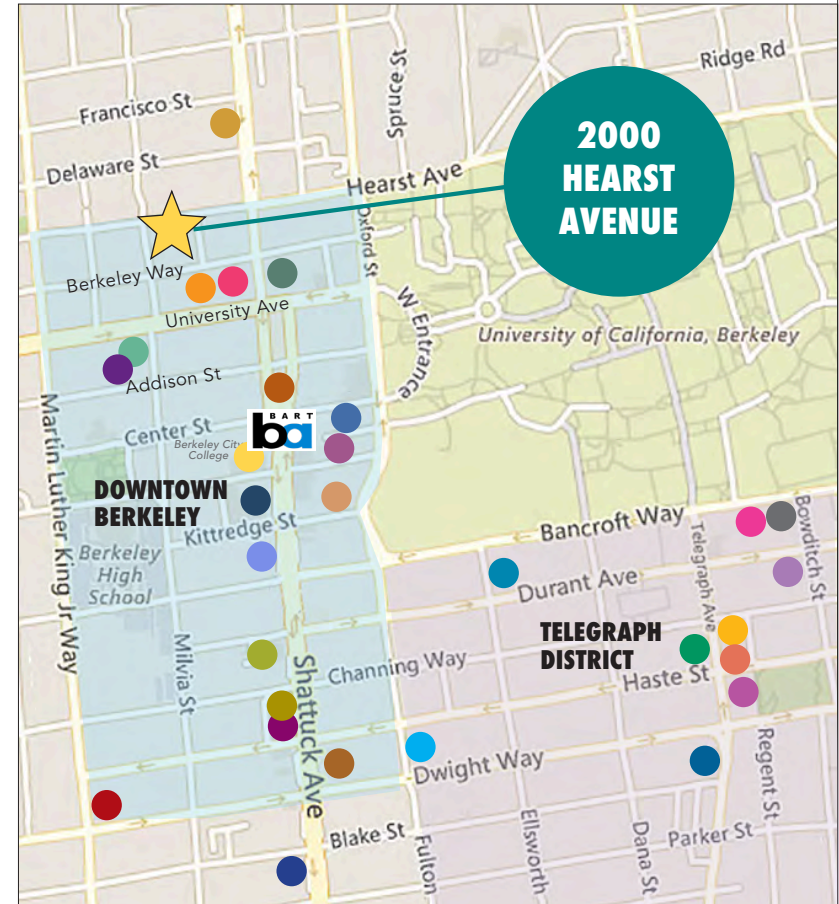 Ridge Rd
Spruce St
Francisco St
2000
HEARST
AVENUE
Delaware St
Hearst Ave
Oxford St
Berkeley Way
University Ave
W Entrance
University of California, Berkeley
Addison St
Martin Luther King Jr Way
Center St
BART
ba
Berkeley City
College
DOWNTOWN
BERKELEY
Kittredge St
Bancroft Way
Bowditch St
Telegraph Ave
Berkeley
High
School
Durant Ave
TELEGRAPH
DISTRICT
Milvia St
Shattuck Ave
Channing Way
Haste St
Dwight Way
Regent St
Blake St
Fulton
Ellsworth
Dana St
Parker St